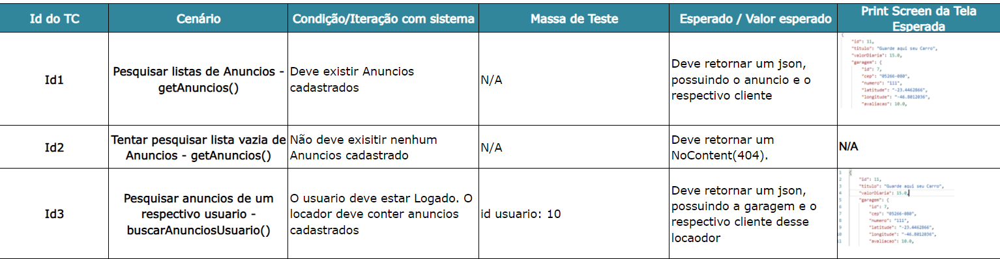 Id do TC
Cenário
Condição/Iteração com sistema
Massa de Teste
Esperado / Valor esperado
Print Screen da Tela
Esperada
Id1
Pesquisar listas de Anuncios -
getAnuncios()
Deve existir Anuncios
cadastrados
N/A
Deve retornar um json,
possuindo o anuncio e o
respectivo cliente
{
"id": 11,
"titulo": "Guarde aqui seu Carro",
"valorDiaria": 15.0,
"garagem": {
"id": 7,
"cep": "05266-080",
"numero": "111",
"latitude": "-23.4462866",
"longitude": "-46.8012036",
"avaliacao": 10.0,
Id2
Tentar pesquisar lista vazia de
Anuncios - getAnuncios()
Não deve exisitir nenhum
Anuncios cadastrado
N/A
Deve retornar um
NoContent(404).
N/A
Id3
Pesquisar anuncios de um
respectivo usuario -
buscarAnunciosUsuario()
O usuario deve estar Logado. O
locador deve conter anuncios
cadastrados
id usuario: 10
Deve retornar um json,
possuindo a garagem e o
respectivo cliente desse
locaodor
1 {
2 "id": 11,
3 "titulo": "Guarde aqui seu Carro",
4 "valorDiaria": 15.0,
5 "garagem": {
6 "id": 7,
7 "cep": "05266-080",
8 "numero": "111",
9 "latitude": "-23.4462866",
10 "longitude": "-46.8012036",
11 "avaliacao": 10.0,